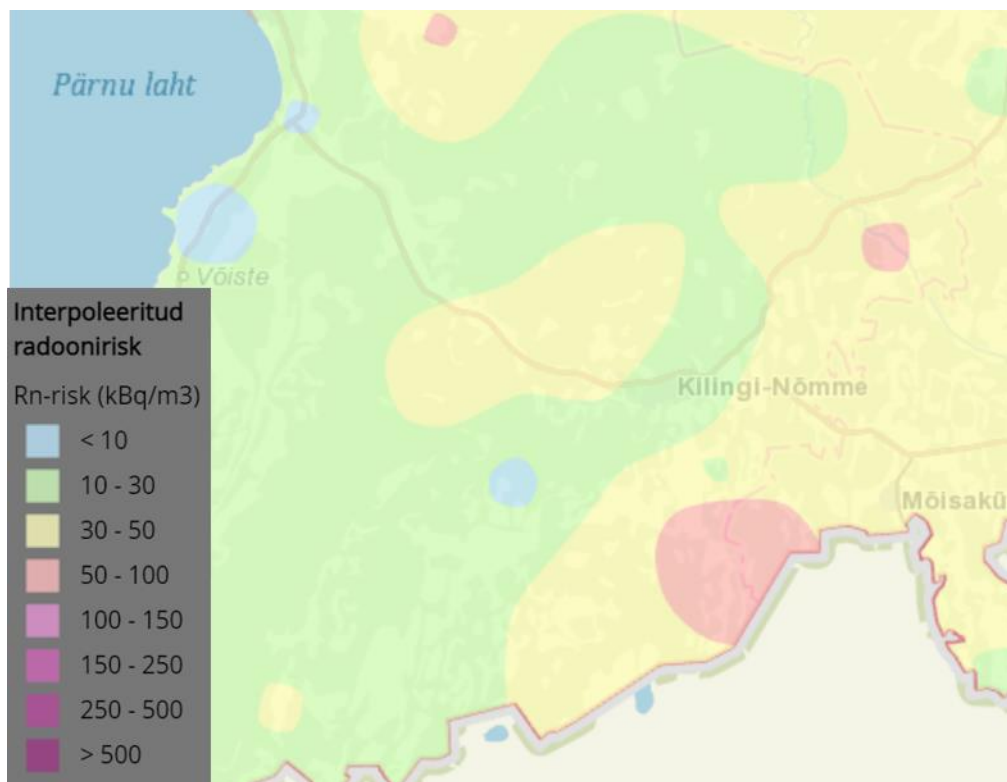 Pärnu laht
Võiste
Interpoleeritud
radoonirisk
Rn-risk (kBq/m3)
< 10
10 - 30
30 - 50
50 - 100
100 - 150
150 - 250
250 - 500
> 500
Kilingi-Nõmme
Mõisakü